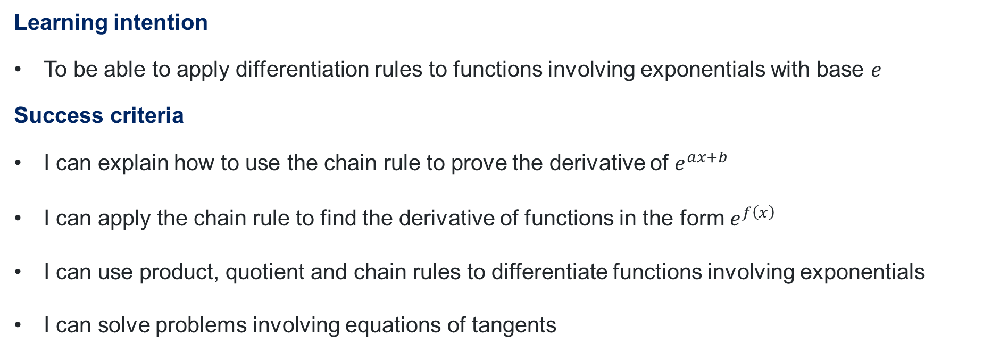 Learning intention
• To be able to apply differentiation rules to functions involving exponentials with base e
Success criteria
• I can explain how to use the chain rule to prove the derivative of e^{ax+b}
• I can apply the chain rule to find the derivative of functions in the form e^{f(x)}
• I can use product, quotient and chain rules to differentiate functions involving exponentials
• I can solve problems involving equations of tangents